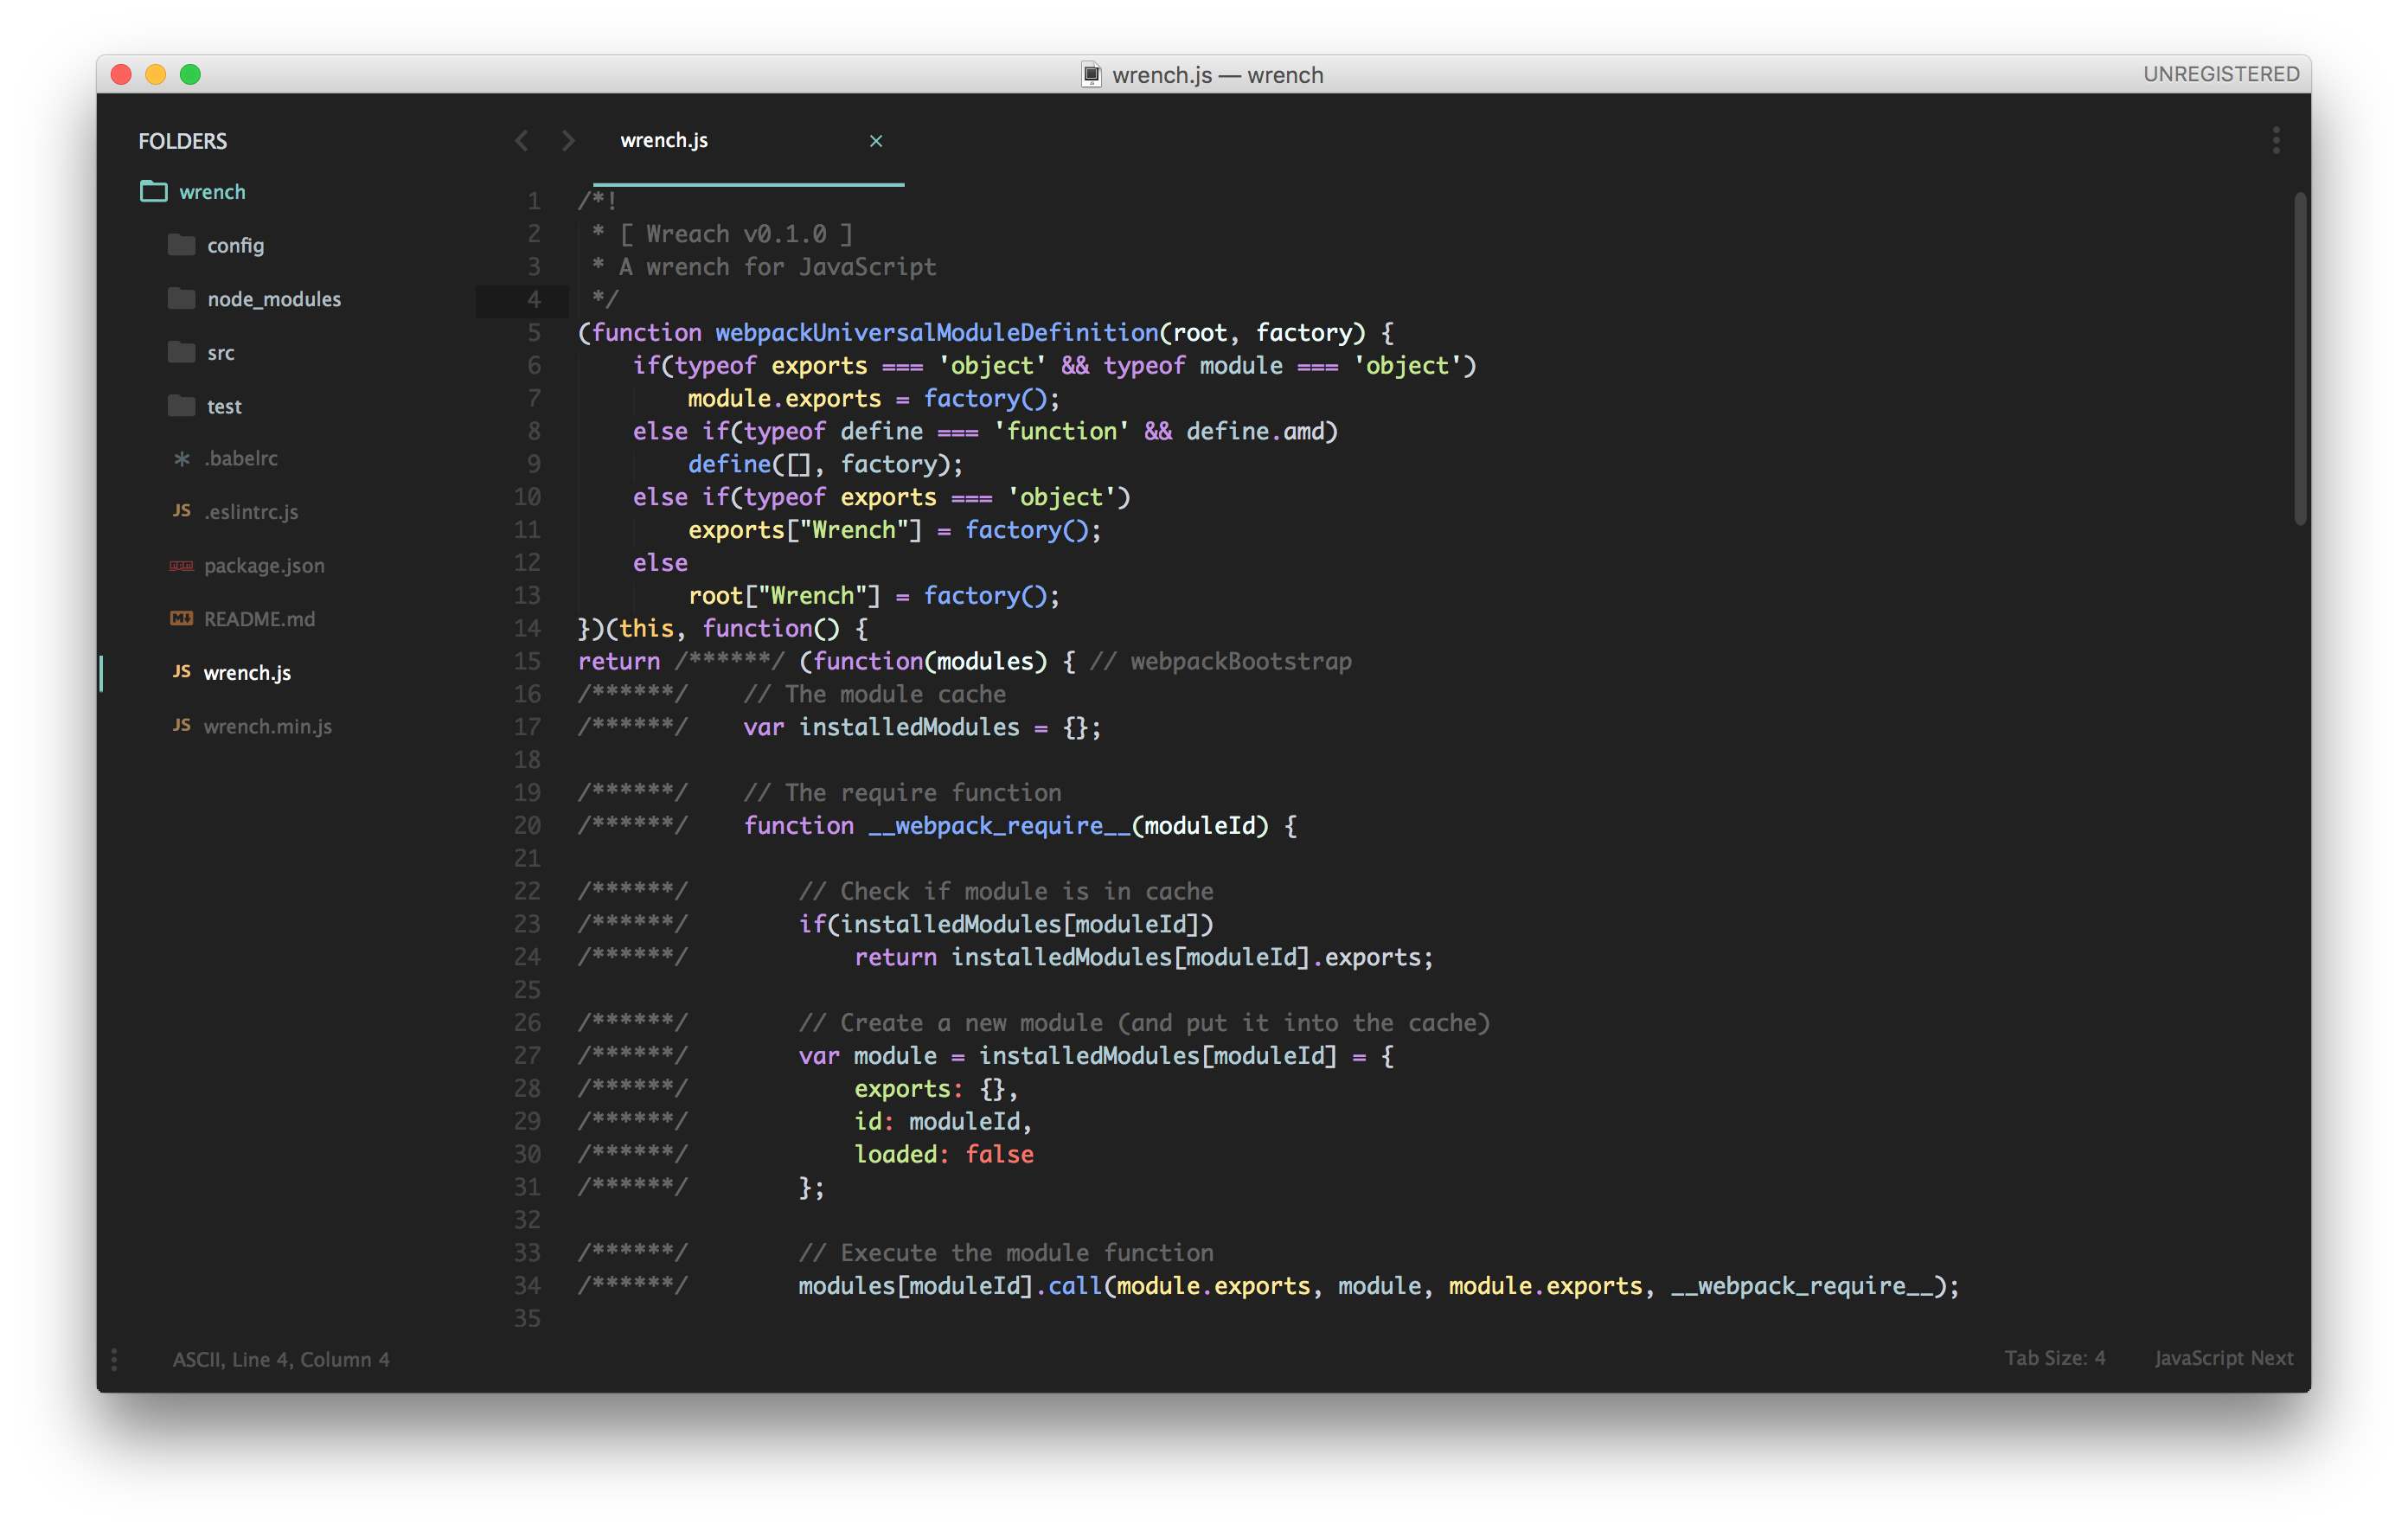 wrench.js — wrench
UNREGISTERED
FOLDERS
wrench
config
node_modules
src
test
.babelrc
JS .eslintrc.js
package.json
README.md
JS wrench.js
JS wrench.min.js
wrench.js ×
1 /*!
2  * [ Wreach v0.1.0 ]
3  * A wrench for JavaScript
4  */
5 (function webpackUniversalModuleDefinition(root, factory) {
6     if(typeof exports === 'object' && typeof module === 'object')
7         module.exports = factory();
8     else if(typeof define === 'function' && define.amd)
9         define([], factory);
10     else if(typeof exports === 'object')
11         exports["Wrench"] = factory();
12     else
13         root["Wrench"] = factory();
14 })(this, function() {
15 return /******/ (function(modules) { // webpackBootstrap
16 /******/    // The module cache
17 /******/    var installedModules = {};
18
19 /******/    // The require function
20 /******/    function __webpack_require__(moduleId) {
21
22 /******/        // Check if module is in cache
23 /******/        if(installedModules[moduleId])
24 /******/            return installedModules[moduleId].exports;
25
26 /******/        // Create a new module (and put it into the cache)
27 /******/        var module = installedModules[moduleId] = {
28 /******/            exports: {},
29 /******/            id: moduleId,
30 /******/            loaded: false
31 /******/        };
32
33 /******/        // Execute the module function
34 /******/        modules[moduleId].call(module.exports, module, module.exports, __webpack_require__);
35
ASCII, Line 4, Column 4
Tab Size: 4
JavaScript Next